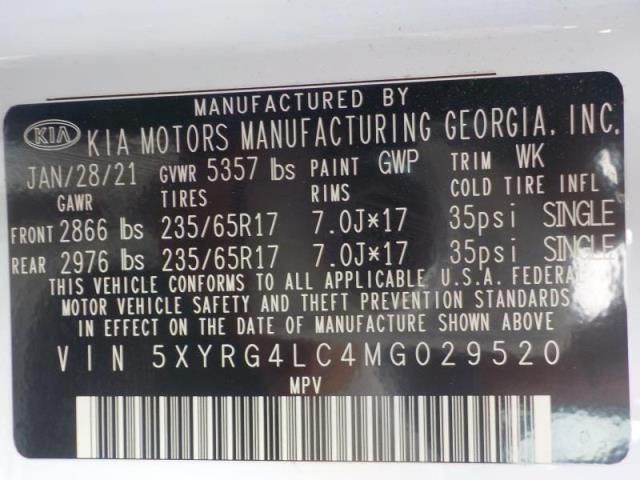 MANUFACTURED BY
KIA KIA MOTORS MANUFACTURING GEORGIA, INC.
JAN/28/21 GVWR 5357 lbs PAINT GWP TRIM WK
GAWR TIRES RIMS COLD TIRE INFL
FRONT 2866 lbs 235/65R17 7.0J*17 35psi SINGLE
REAR 2976 lbs 235/65R17 7.0J*17 35psi SINGLE
THIS VEHICLE CONFORMS TO ALL APPLICABLE U.S.A. FEDERAL
MOTOR VEHICLE SAFETY AND THEFT PREVENTION STANDARDS
IN EFFECT ON THE DATE OF MANUFACTURE SHOWN ABOVE
VIN 5XYRG4LC4MG029520
MPV